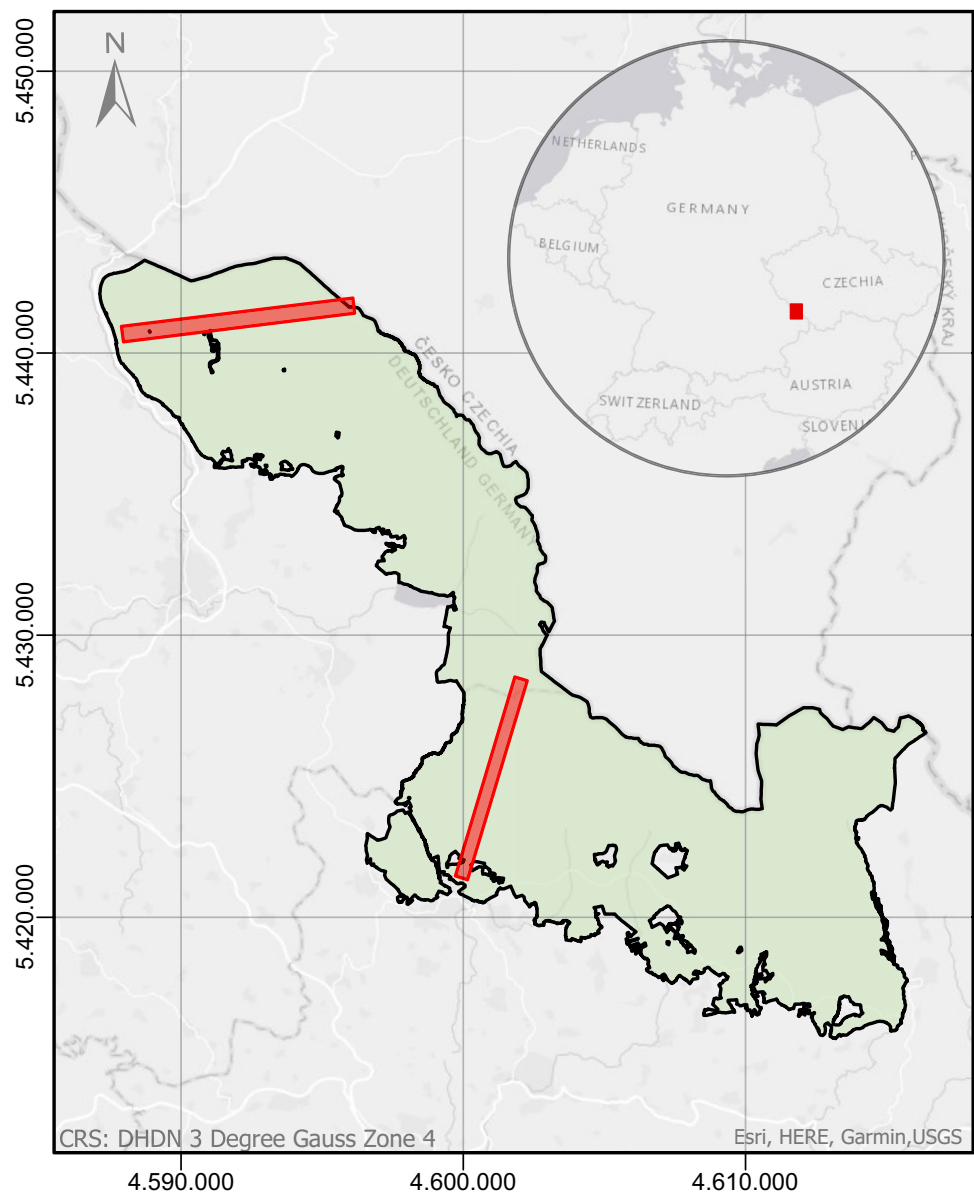 N
5.450.000
5.440.000
5.430.000
5.420.000
NETHERLANDS
GERMANY
BELGIUM
CZECHIA
SWITZERLAND
AUSTRIA
SLOVENI
ČESKO CZECHIA
DEUTSCHLAND GERMANY
KRAJ
CRS: DHDN 3 Degree Gauss Zone 4
Esri, HERE, Garmin,USGS
4.590.000
4.600.000
4.610.000